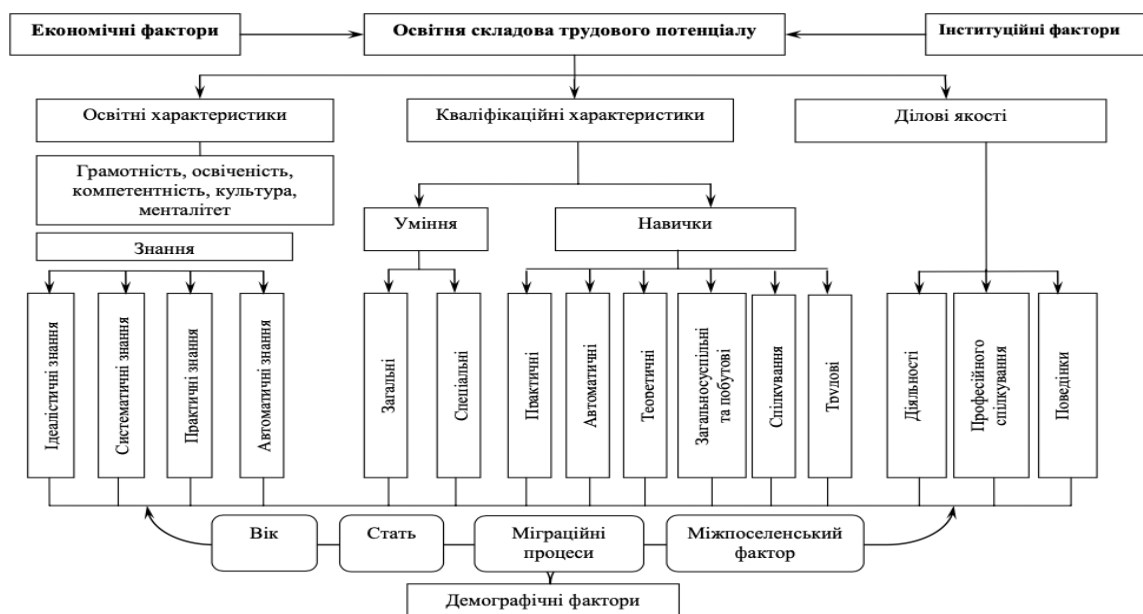 Економічні фактори
Освітня складова трудового потенціалу
Інституційні фактори
Освітні характеристики
Кваліфікаційні характеристики
Ділові якості
Грамотність, освіченість,
компетентність, культура,
менталітет
Уміння
Навички
Знання
Ідеалістичні знання
Систематичні знання
Практичні знання
Автоматичні знання
Загальні
Спеціальні
Практичні
Автоматичні
Теоретичні
Загальносуспільні
та побутові
Спілкування
Трудові
Діяльності
Професійного
спілкування
Поведінки
Вік
Стать
Міграційні
процеси
Міжпоселенський
фактор
Демографічні фактори